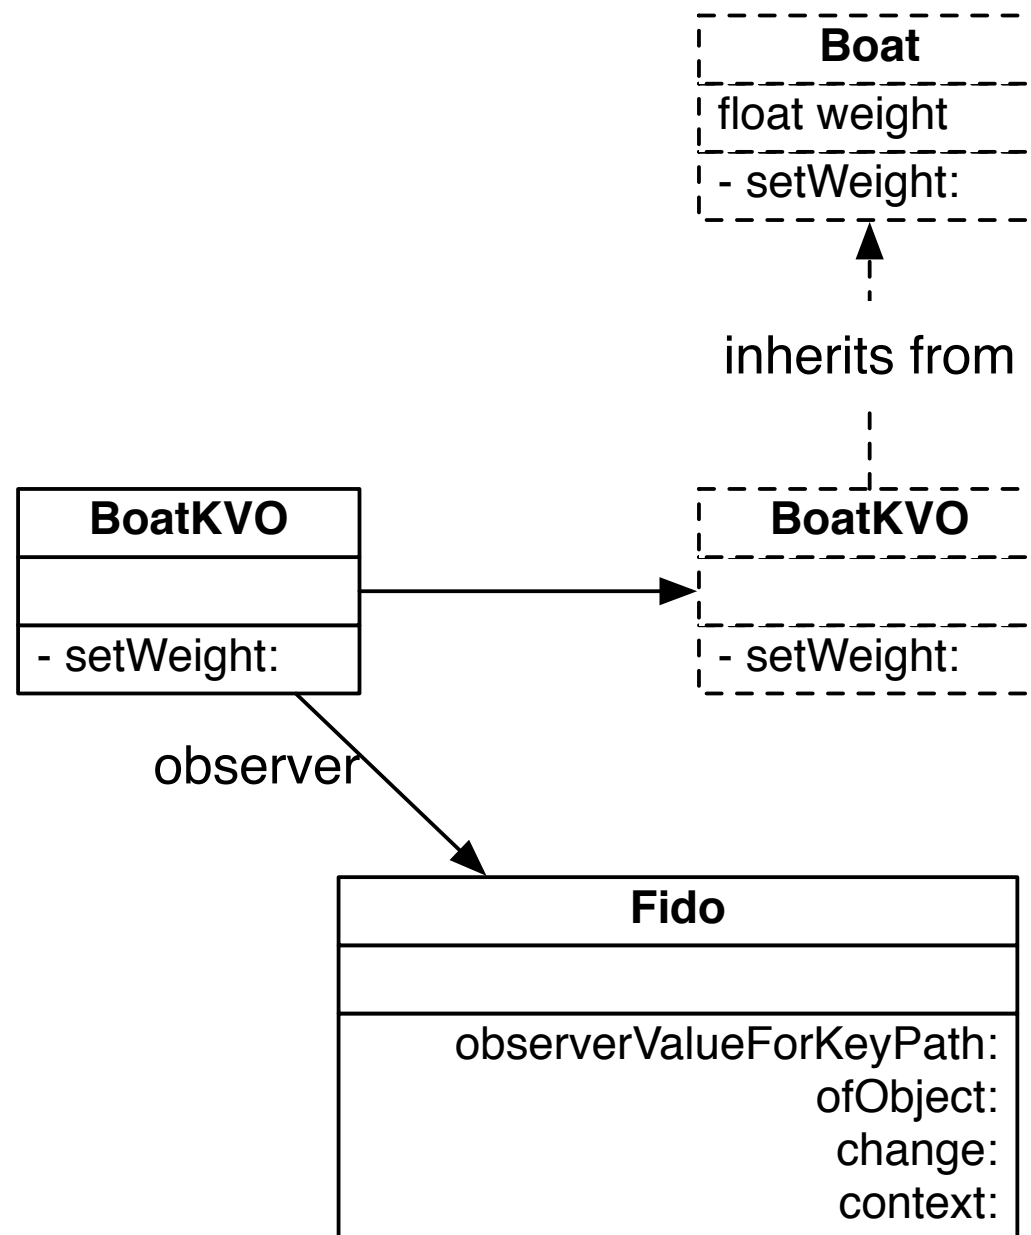 Boat
float weight
- setWeight:
inherits from
BoatKVO
- setWeight:
BoatKVO
- setWeight:
observer
Fido
observerValueForKeyPath:
ofObject:
change:
context: